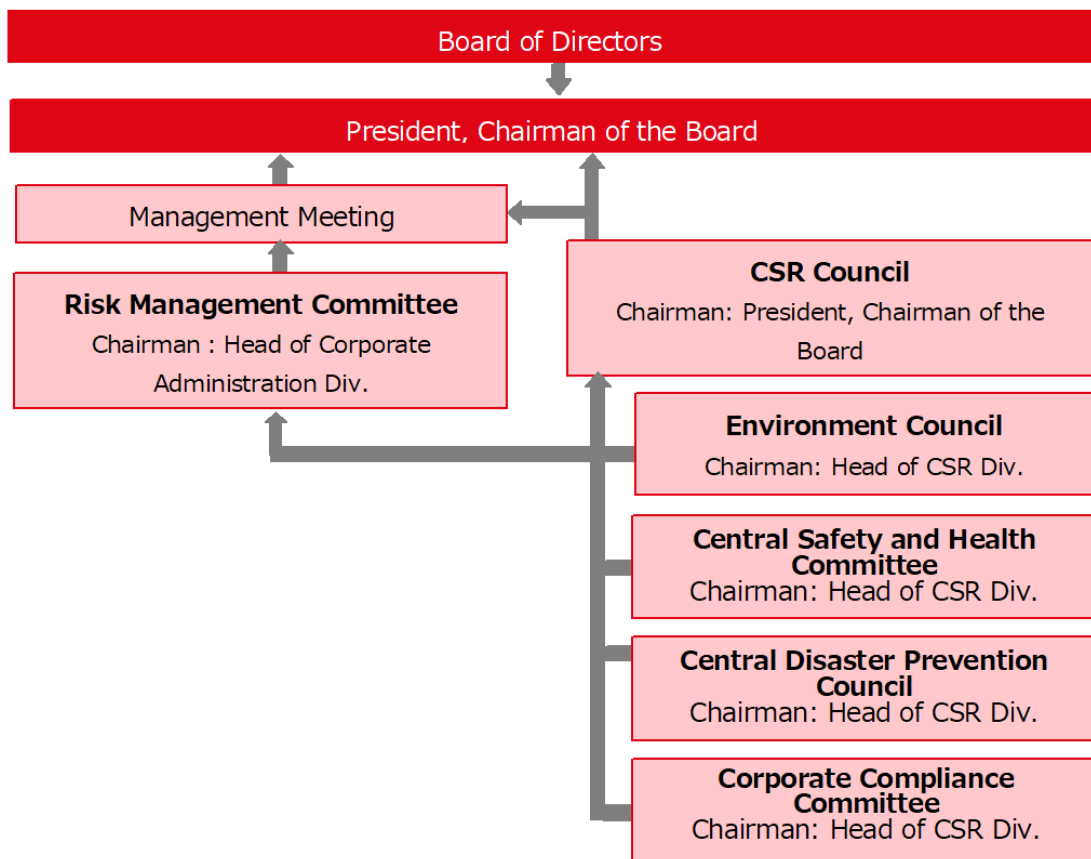 Board of Directors
President, Chairman of the Board
Management Meeting
CSR Council
Chairman: President, Chairman of the
Board
Risk Management Committee
Chairman : Head of Corporate
Administration Div.
Environment Council
Chairman: Head of CSR Div.
Central Safety and Health
Committee
Chairman: Head of CSR Div.
Central Disaster Prevention
Council
Chairman: Head of CSR Div.
Corporate Compliance
Committee
Chairman: Head of CSR Div.